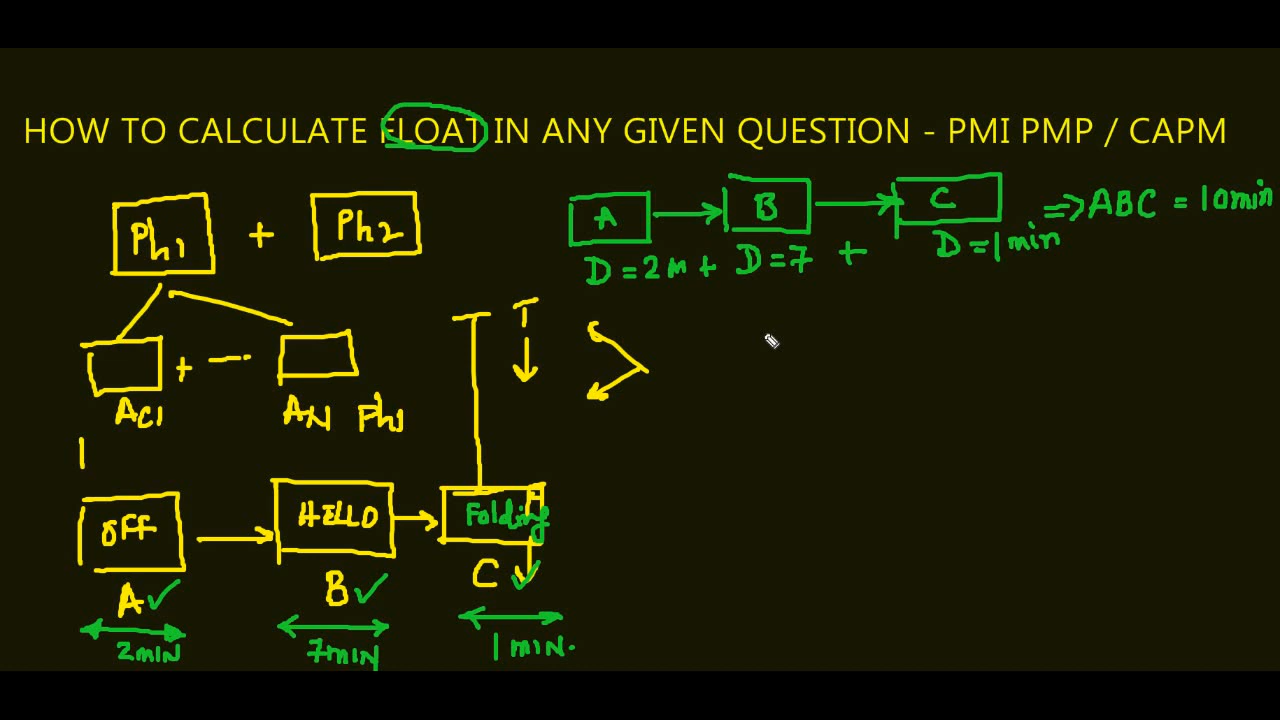 HOW TO CALCULATE FLOAT IN ANY GIVEN QUESTION - PMI PMP / CAPM
Ph1 + Ph2
A → B → C ⇒ ABC = 10min
D = 2m + D = 7 + D = 1min
+ —
AC1 AN Ph1
OFF → HELLO → Folding
A B C
2MIN 7MIN 1MIN.